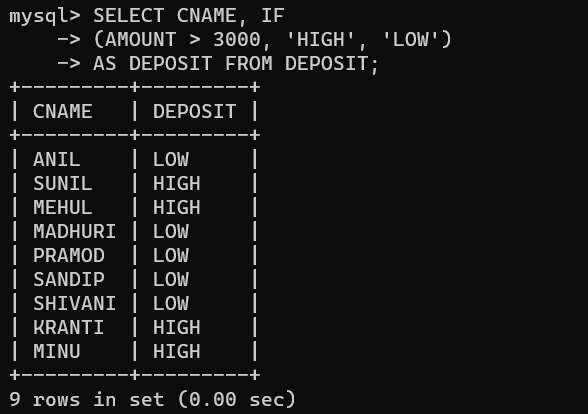 mysql> SELECT CNAME, IF
    -> (AMOUNT > 3000, 'HIGH', 'LOW')
    -> AS DEPOSIT FROM DEPOSIT;
+---------+---------+
| CNAME   | DEPOSIT |
+---------+---------+
| ANIL    | LOW     |
| SUNIL   | HIGH    |
| MEHUL   | HIGH    |
| MADHURI | LOW     |
| PRAMOD  | LOW     |
| SANDIP  | LOW     |
| SHIVANI | LOW     |
| KRANTI  | HIGH    |
| MINU    | HIGH    |
+---------+---------+
9 rows in set (0.00 sec)